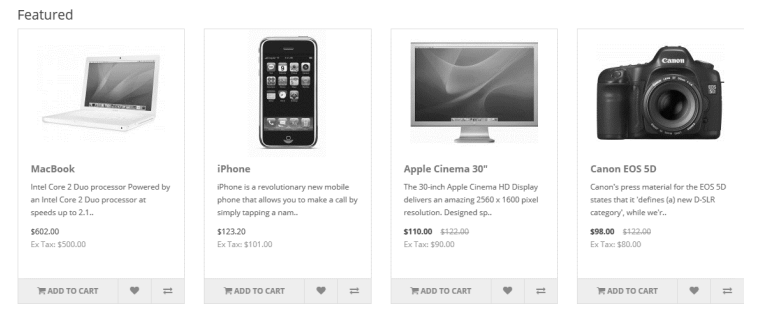 Featured
MacBook
Intel Core 2 Duo processor Powered by
an Intel Core 2 Duo processor at
speeds up to 2.1..
$602.00
Ex Tax: $500.00
ADD TO CART
iPhone
iPhone is a revolutionary new mobile
phone that allows you to make a call by
simply tapping a nam..
$123.20
Ex Tax: $101.00
ADD TO CART
Apple Cinema 30"
The 30-inch Apple Cinema HD Display
delivers an amazing 2560 x 1600 pixel
resolution. Designed sp..
$110.00 $122.00
Ex Tax: $90.00
ADD TO CART
Canon
Canon EOS 5D
Canon's press material for the EOS 5D
states that it 'defines (a) new D-SLR
category', while we'r..
$98.00 $122.00
Ex Tax: $80.00
ADD TO CART